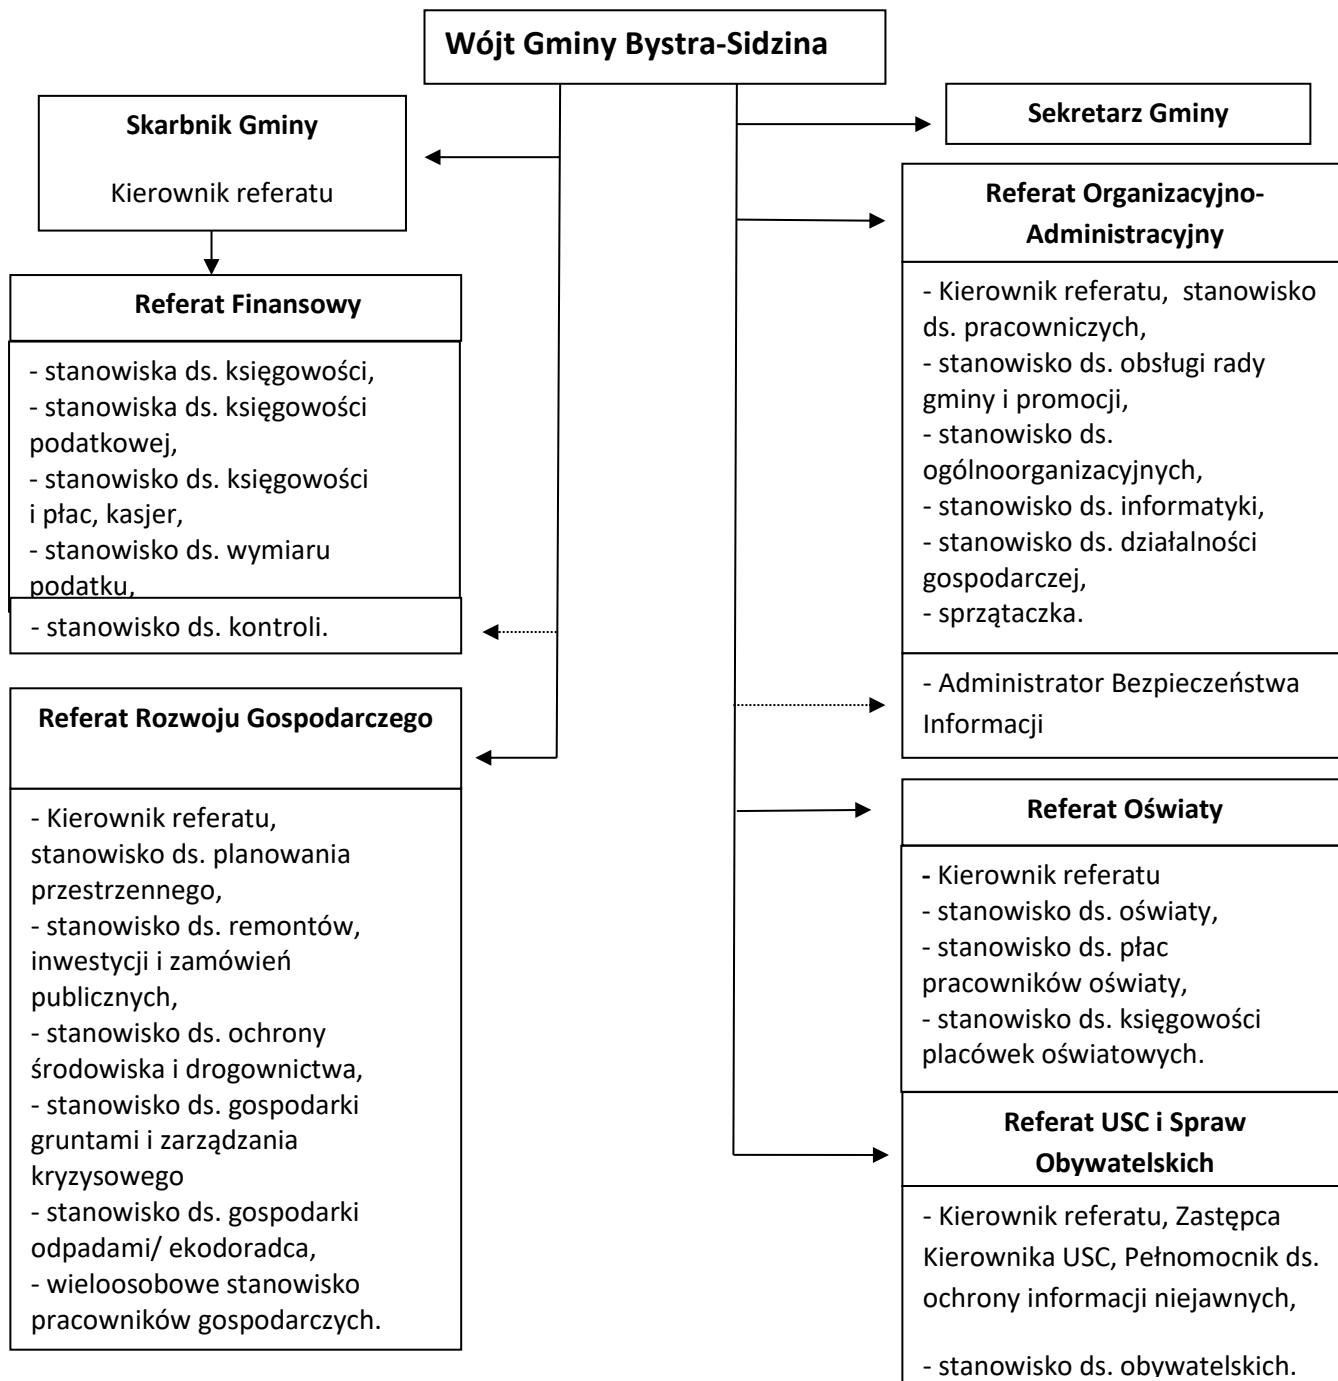 Wójt Gminy Bystra-Sidzina
Skarbnik Gminy
Kierownik referatu
Referat Finansowy
- stanowiska ds. księgowości,
- stanowiska ds. księgowości
podatkowej,
- stanowisko ds. księgowości
i płac, kasjer,
- stanowisko ds. wymiaru
podatku,
- stanowisko ds. kontroli.
Referat Rozwoju Gospodarczego
- Kierownik referatu,
stanowisko ds. planowania
przestrzennego,
- stanowisko ds. remontów,
inwestycji i zamówień
publicznych,
- stanowisko ds. ochrony
środowiska i drogownictwa,
- stanowisko ds. gospodarki
gruntami i zarządzania
kryzysowego
- stanowisko ds. gospodarki
odpadami/ ekodoradca,
- wieloosobowe stanowisko
pracowników gospodarczych.
Sekretarz Gminy
Referat Organizacyjno-
Administracyjny
- Kierownik referatu, stanowisko
ds. pracowniczych,
- stanowisko ds. obsługi rady
gminy i promocji,
- stanowisko ds.
ogólnoorganizacyjnych,
- stanowisko ds. informatyki,
- stanowisko ds. działalności
gospodarczej,
- sprzątaczka.
- Administrator Bezpieczeństwa
Informacji
Referat Oświaty
- Kierownik referatu
- stanowisko ds. oświaty,
- stanowisko ds. płac
pracowników oświaty,
- stanowisko ds. księgowości
placówek oświatowych.
Referat USC i Spraw
Obywatelskich
- Kierownik referatu, Zastępca
Kierownika USC, Pełnomocnik ds.
ochrony informacji niejawnych,
- stanowisko ds. obywatelskich.